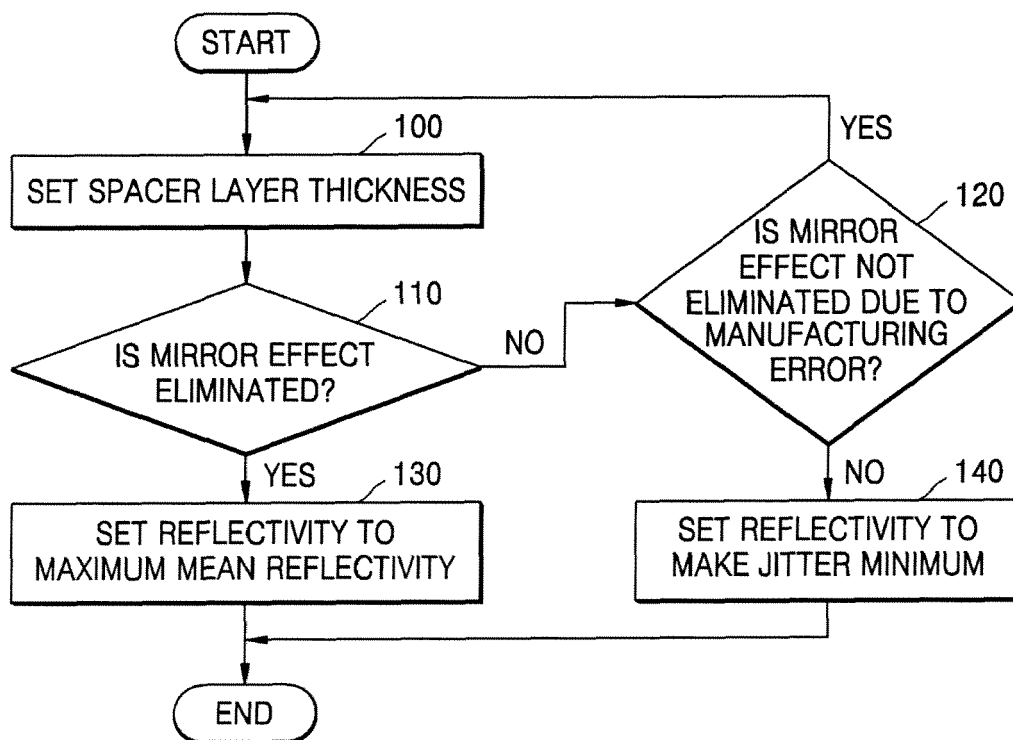 START
100
SET SPACER LAYER THICKNESS
110
IS MIRROR EFFECT
ELIMINATED?
NO
YES
120
IS MIRROR
EFFECT NOT
ELIMINATED DUE TO
MANUFACTURING
ERROR?
YES
NO
130
SET REFLECTIVITY TO
MAXIMUM MEAN REFLECTIVITY
140
SET REFLECTIVITY TO
MAKE JITTER MINIMUM
END